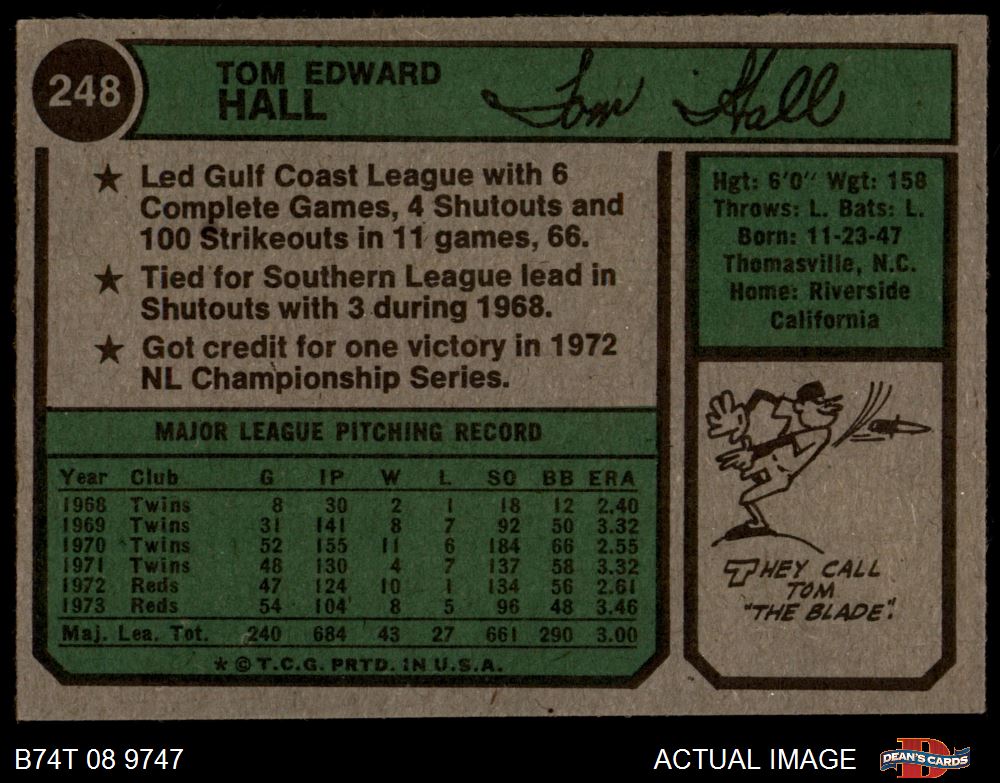 248
TOM EDWARD
HALL
Tom Hall
★ Led Gulf Coast League with 6
Complete Games, 4 Shutouts and
100 Strikeouts in 11 games, 66.
★ Tied for Southern League lead in
Shutouts with 3 during 1968.
★ Got credit for one victory in 1972
NL Championship Series.
Hgt: 6'0" Wgt: 158
Throws: L. Bats: L.
Born: 11-23-47
Thomasville, N.C.
Home: Riverside
California
MAJOR LEAGUE PITCHING RECORD
Year Club G IP W L SO BB ERA
1968 Twins 8 30 2 1 18 12 2.40
1969 Twins 31 141 8 7 92 50 3.32
1970 Twins 52 155 11 6 184 66 2.55
1971 Twins 48 130 4 7 137 58 3.32
1972 Reds 47 124 10 1 134 56 2.61
1973 Reds 54 104 8 5 96 48 3.46
Maj. Lea. Tot. 240 684 43 27 661 290 3.00
★ © T.C.G. PRTD. IN U.S.A.
THEY CALL
TOM
"THE BLADE".
B74T 08 9747
ACTUAL IMAGE
D
DEAN'S CARDS